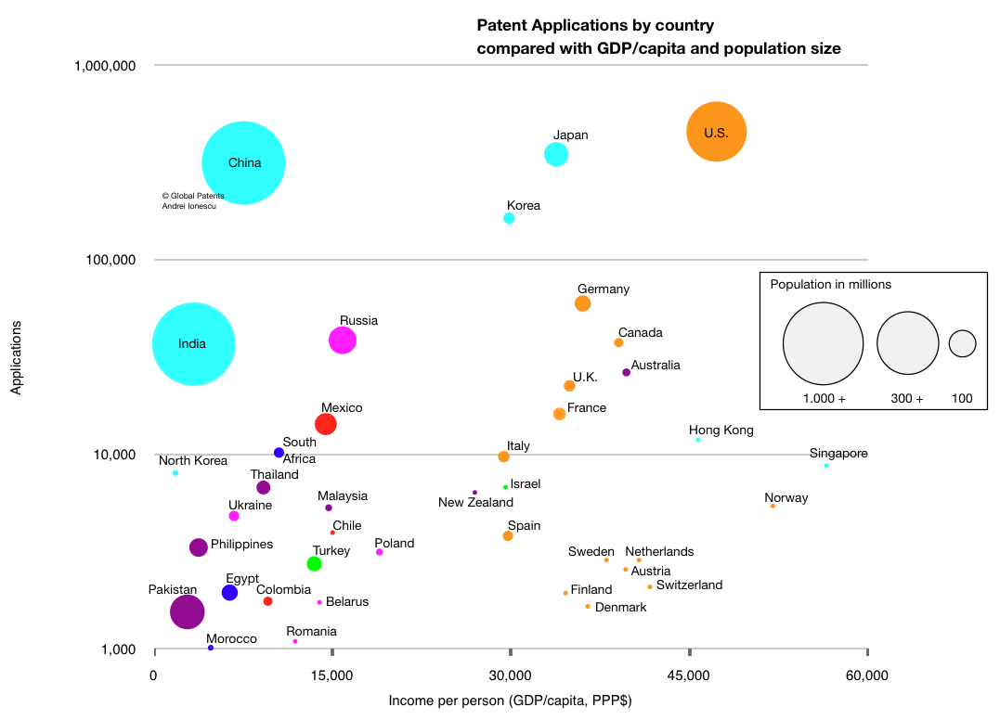 Patent Applications by country
compared with GDP/capita and population size
1,000,000
U.S.
Japan
China
© Global Patents
Andrei Ionescu
Korea
100,000
Population in millions
1.000 +
300 +
100
Germany
Russia
Canada
India
Applications
Australia
U.K.
Mexico
France
Hong Kong
South
Africa
Italy
10,000
Singapore
North Korea
Thailand
Israel
Malaysia
New Zealand
Norway
Ukraine
Chile
Spain
Philippines
Poland
Turkey
Sweden
Netherlands
Austria
Egypt
Switzerland
Pakistan
Colombia
Finland
Belarus
Denmark
Romania
Morocco
1,000
0
15,000
30,000
45,000
60,000
Income per person (GDP/capita, PPP$)